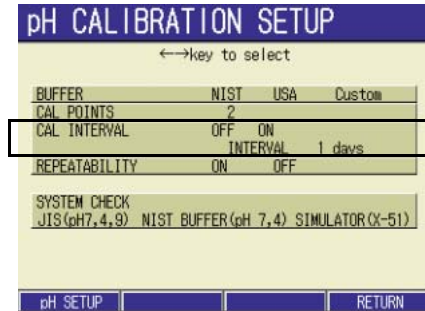 pH CALIBRATION SETUP
←→key to select
BUFFER NIST USA Custom
CAL POINTS 2
CAL INTERVAL OFF ON
INTERVAL 1 days
REPEATABILITY ON OFF
SYSTEM CHECK
JIS(pH7,4,9) NIST BUFFER(pH 7,4) SIMULATOR(X-51)
pH SETUP RETURN